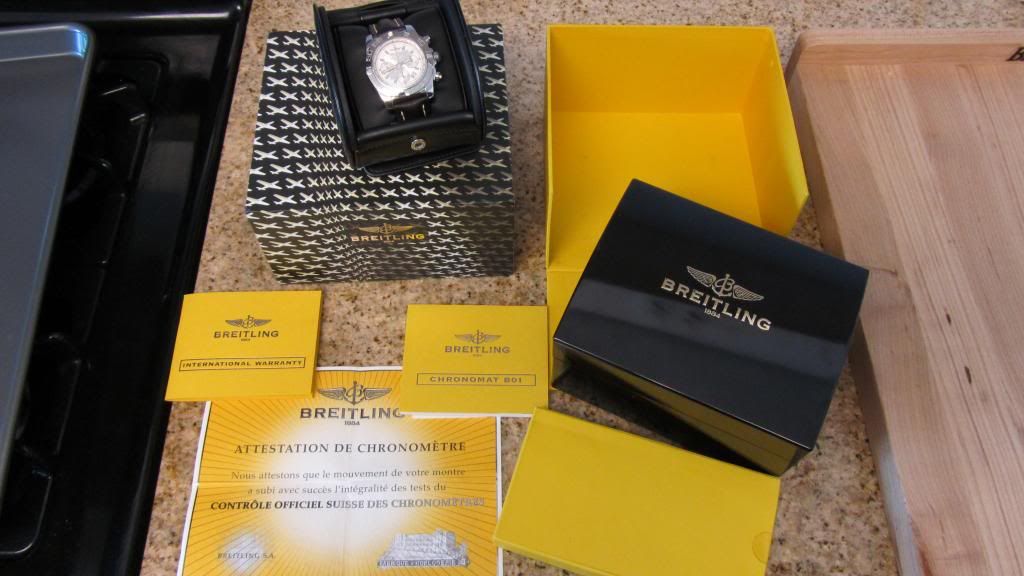 BREITLING
BREITLING
1884
BREITLING
1884
INTERNATIONAL WARRANTY
BREITLING
1884
CHRONOMAT B01
BREITLING
1884
ATTESTATION DE CHRONOMÈTRE
Nous attestons que le mouvement de votre montre
a subi avec succès l'intégralité des tests du
CONTRÔLE OFFICIEL SUISSE DES CHRONOMÈTRES
BREITLING S.A.